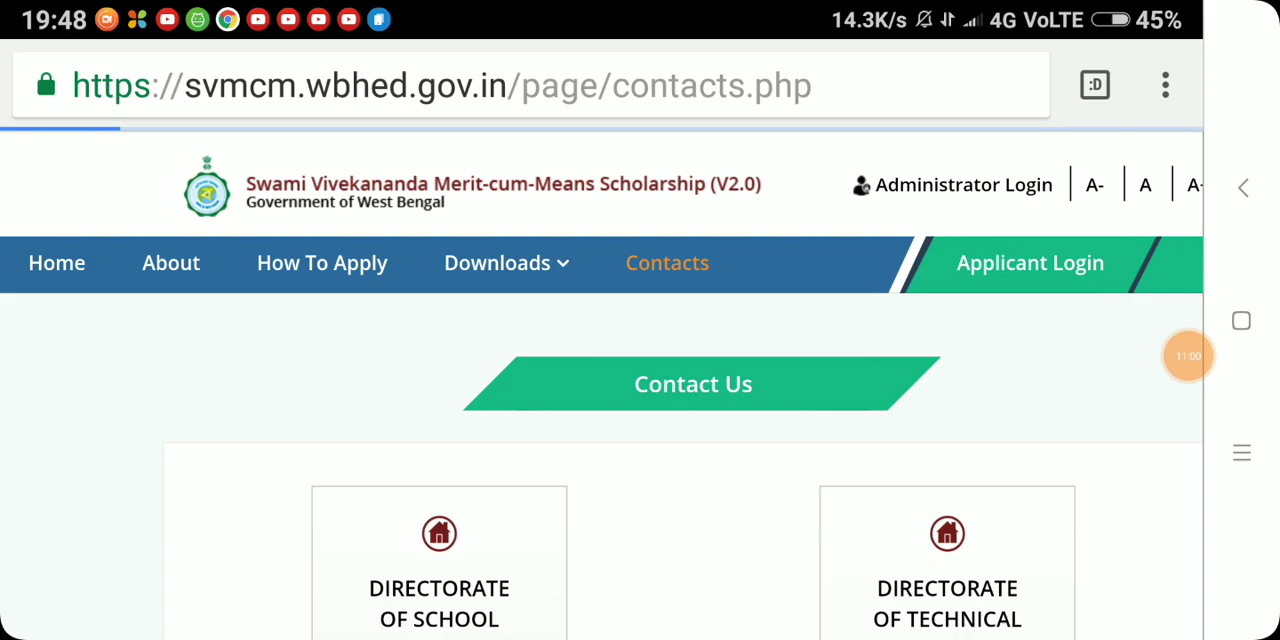 19:48 14.3K/s 4G VoLTE 45%
https://svmcm.wbhed.gov.in/page/contacts.php :D
Swami Vivekananda Merit-cum-Means Scholarship (V2.0)
Government of West Bengal
Administrator Login A- A A-
Home About How To Apply Downloads Contacts Applicant Login
11:00
Contact Us
DIRECTORATE
OF SCHOOL
DIRECTORATE
OF TECHNICAL